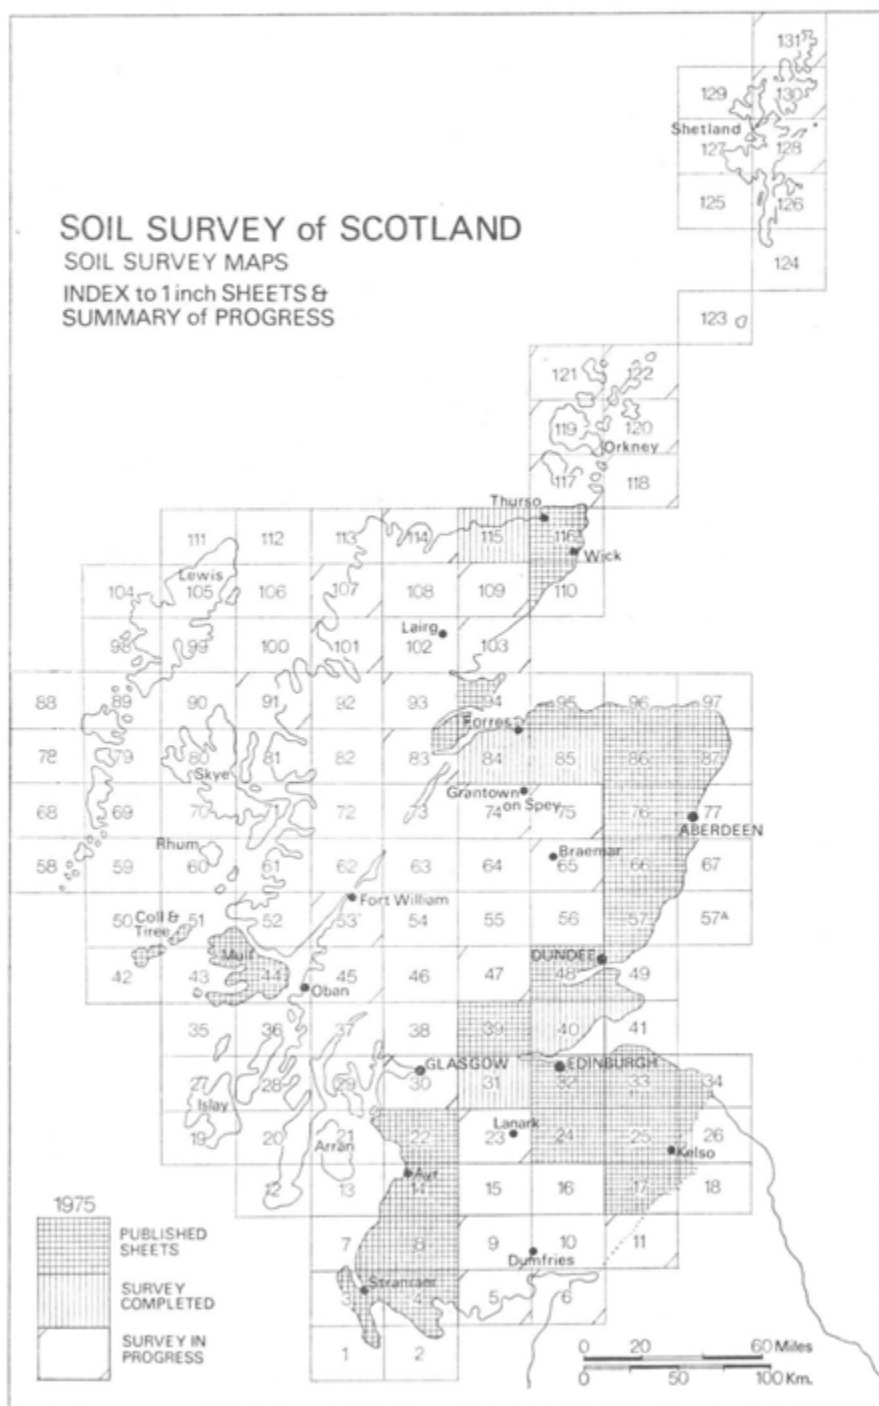 131
129 130
Shetland
127 128
125 126
SOIL SURVEY of SCOTLAND
SOIL SURVEY MAPS
124
INDEX to 1 inch SHEETS &
SUMMARY of PROGRESS
123
121 122
119 120
Orkney
117 118
Thurso
111 112 113 114 115 116
Wick
Lewis
104 105 106 107 108 109 110
Lairg
98 99 100 101 102 103
88 89 90 91 92 93 94 95 96 97
Forres
78 79 80 81 82 83 84 85 86 87
Skye
Grantown
on Spey
68 69 70 71 72 73 74 75 76 77
ABERDEEN
Rhum
Braemar
58 59 60 61 62 63 64 65 66 67
Fort William
Coll &
Tiree
50 51 52 53 54 55 56 57 57A
Mull
DUNDEE
42 43 44 45 46 47 48 49
Oban
35 36 37 38 39 40 41
GLASGOW
EDINBURGH
27 28 29 30 31 32 33 34
Islay
Lanark
19 20 21 22 23 24 25 26
Arran
Kelso
Ayr
12 13 14 15 16 17 18
1975
PUBLISHED
SHEETS
7 8 9 10 11
Dumfries
SURVEY
COMPLETED
Stranraer
3 4 5 6
SURVEY IN
PROGRESS
1 2
0 20 60 Miles
0 50 100 Km.